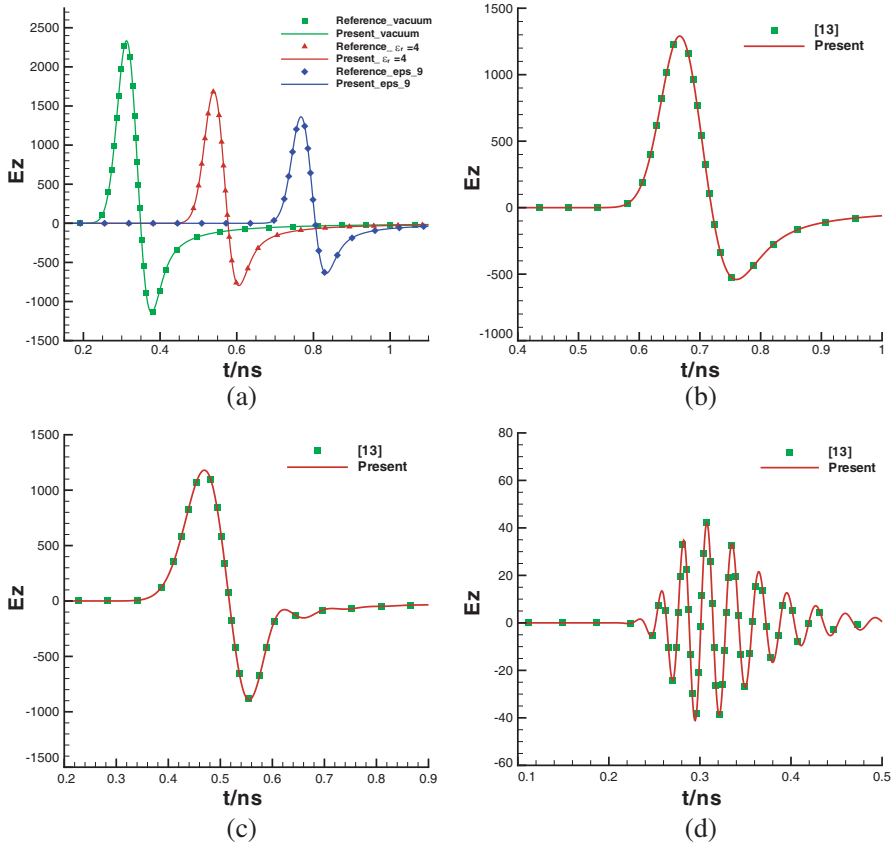 Reference_vacuum
Present_vacuum
Reference_ εr =4
Present_ εr =4
Reference_eps_9
Present_eps_9
2500
2000
1500
1000
500
0
-500
-1000
-1500
Ez
0.2 0.4 0.6 0.8 1
t/ns
(a)
[13]
Present
1500
1000
500
0
-500
-1000
Ez
0.4 0.5 0.6 0.7 0.8 0.9 1
t/ns
(b)
[13]
Present
1500
1000
500
0
-500
-1000
-1500
Ez
0.2 0.3 0.4 0.5 0.6 0.7 0.8 0.9
t/ns
(c)
[13]
Present
80
60
40
20
0
-20
-40
-60
Ez
0.1 0.2 0.3 0.4 0.5
t/ns
(d)